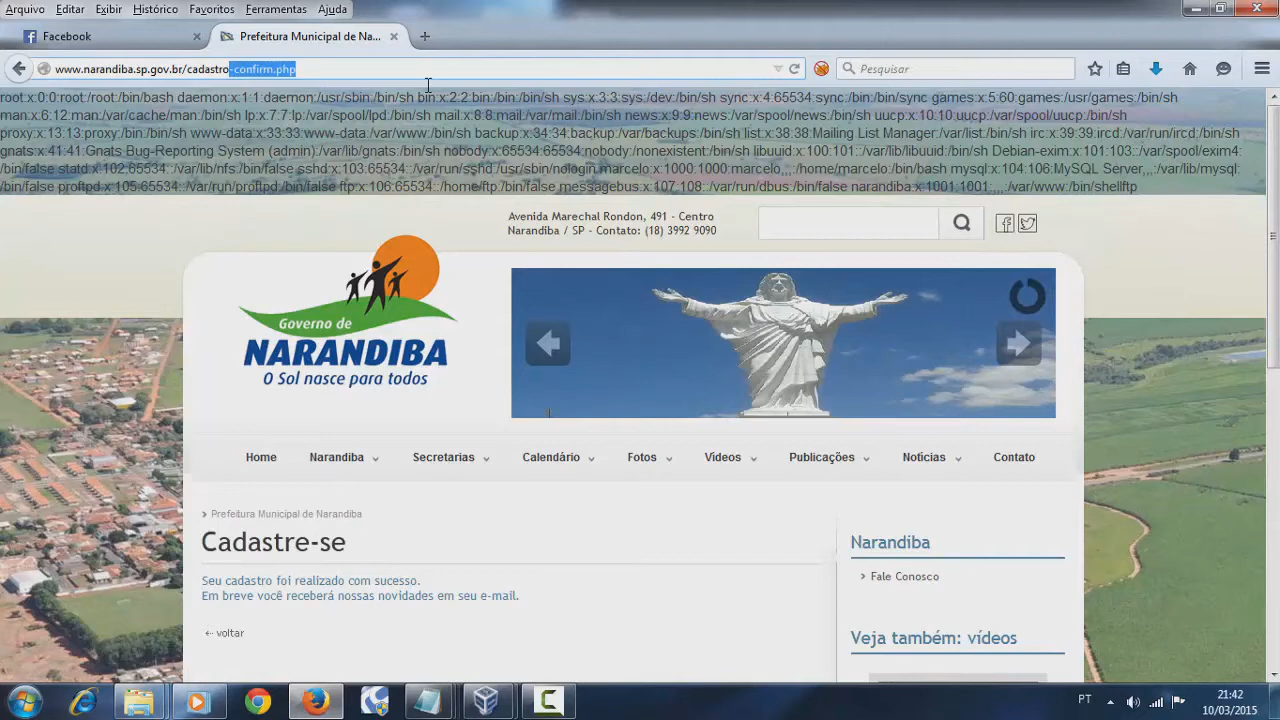 Arquivo Editar Exibir Histórico Favoritos Ferramentas Ajuda
Facebook × Prefeitura Municipal de Na... × +
www.narandiba.sp.gov.br/cadastro-confirm.php
Pesquisar
root:x:0:0:root:/root:/bin/bash daemon:x:1:1:daemon:/usr/sbin:/bin/sh bin:x:2:2:bin:/bin:/bin/sh sys:x:3:3:sys:/dev:/bin/sh sync:x:4:65534:sync:/bin:/bin/sync games:x:5:60:games:/usr/games:/bin/sh
man:x:6:12:man:/var/cache/man:/bin/sh lp:x:7:7:lp:/var/spool/lpd:/bin/sh mail:x:8:8:mail:/var/mail:/bin/sh news:x:9:9:news:/var/spool/news:/bin/sh uucp:x:10:10:uucp:/var/spool/uucp:/bin/sh
proxy:x:13:13:proxy:/bin:/bin/sh www-data:x:33:33:www-data:/var/www:/bin/sh backup:x:34:34:backup:/var/backups:/bin/sh list:x:38:38:Mailing List Manager:/var/list:/bin/sh irc:x:39:39:ircd:/var/run/ircd:/bin/sh
gnats:x:41:41:Gnats Bug-Reporting System (admin):/var/lib/gnats:/bin/sh nobody:x:65534:65534:nobody:/nonexistent:/bin/sh libuuid:x:100:101::/var/lib/libuuid:/bin/sh Debian-exim:x:101:103::/var/spool/exim4:
/bin/false statd:x:102:65534::/var/lib/nfs:/bin/false sshd:x:103:65534::/var/run/sshd:/usr/sbin/nologin marcelo:x:1000:1000:marcelo,,,:/home/marcelo:/bin/bash mysql:x:104:106:MySQL Server,,,:/var/lib/mysql:
/bin/false proftpd:x:105:65534::/var/run/proftpd:/bin/false ftp:x:106:65534::/home/ftp:/bin/false messagebus:x:107:108::/var/run/dbus:/bin/false narandiba:x:1001:1001:,,,:/var/www:/bin/shellftp
Avenida Marechal Rondon, 491 - Centro
Narandiba / SP - Contato: (18) 3992 9090
Governo de
NARANDIBA
O Sol nasce para todos
Home Narandiba Secretarias Calendário Fotos Vídeos Publicações Notícias Contato
Prefeitura Municipal de Narandiba
Cadastre-se
Seu cadastro foi realizado com sucesso.
Em breve você receberá nossas novidades em seu e-mail.
← voltar
Narandiba
Fale Conosco
Veja também: vídeos
PT
21:42
10/03/2015